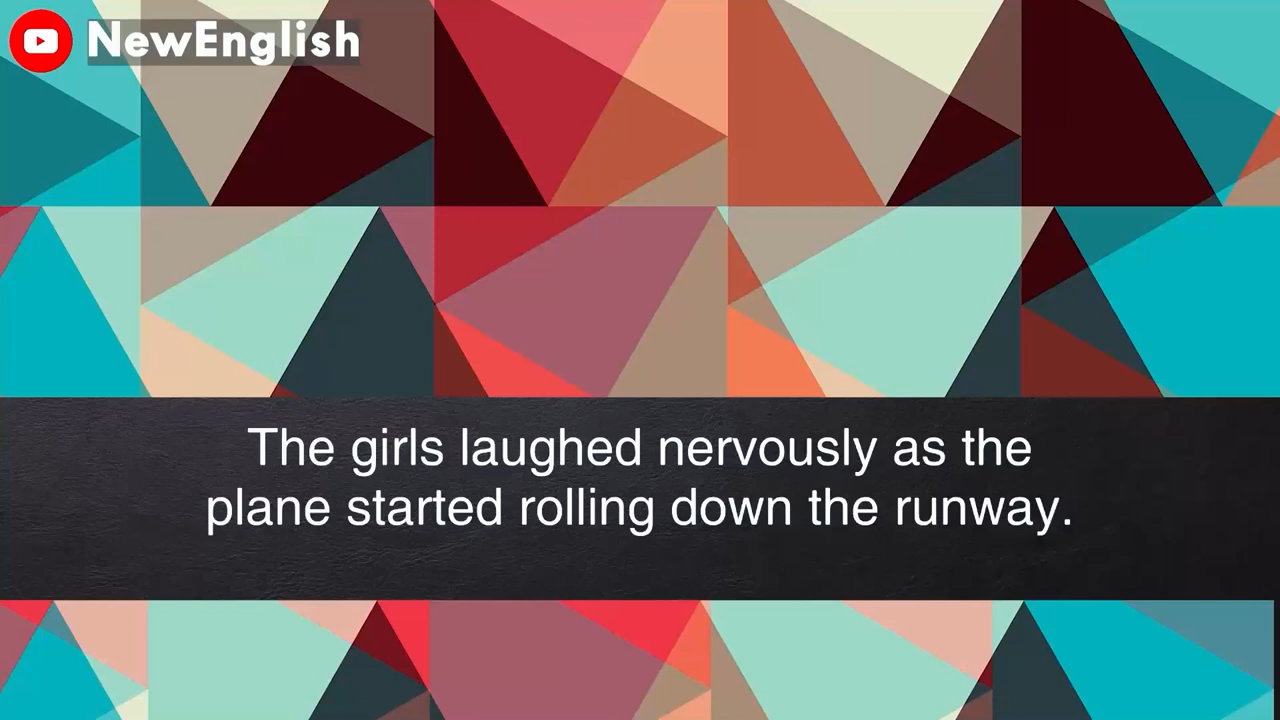 NewEnglish
The girls laughed nervously as the
plane started rolling down the runway.